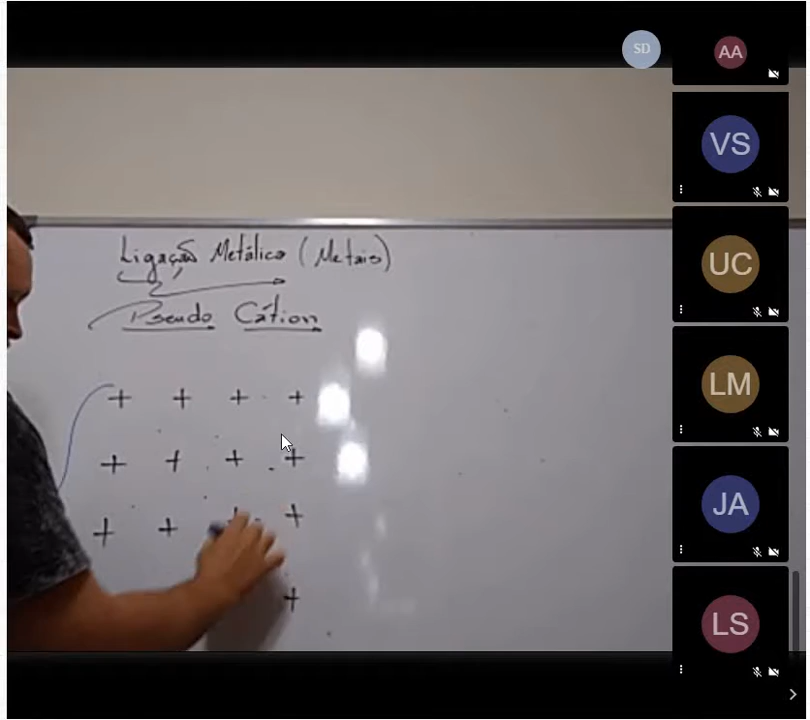 SD
AA
VS
Ligação Metálica (Metais)
UC
Pseudo Cátion
+ + + +
LM
+ + + +
JA
+ + + +
+
LS